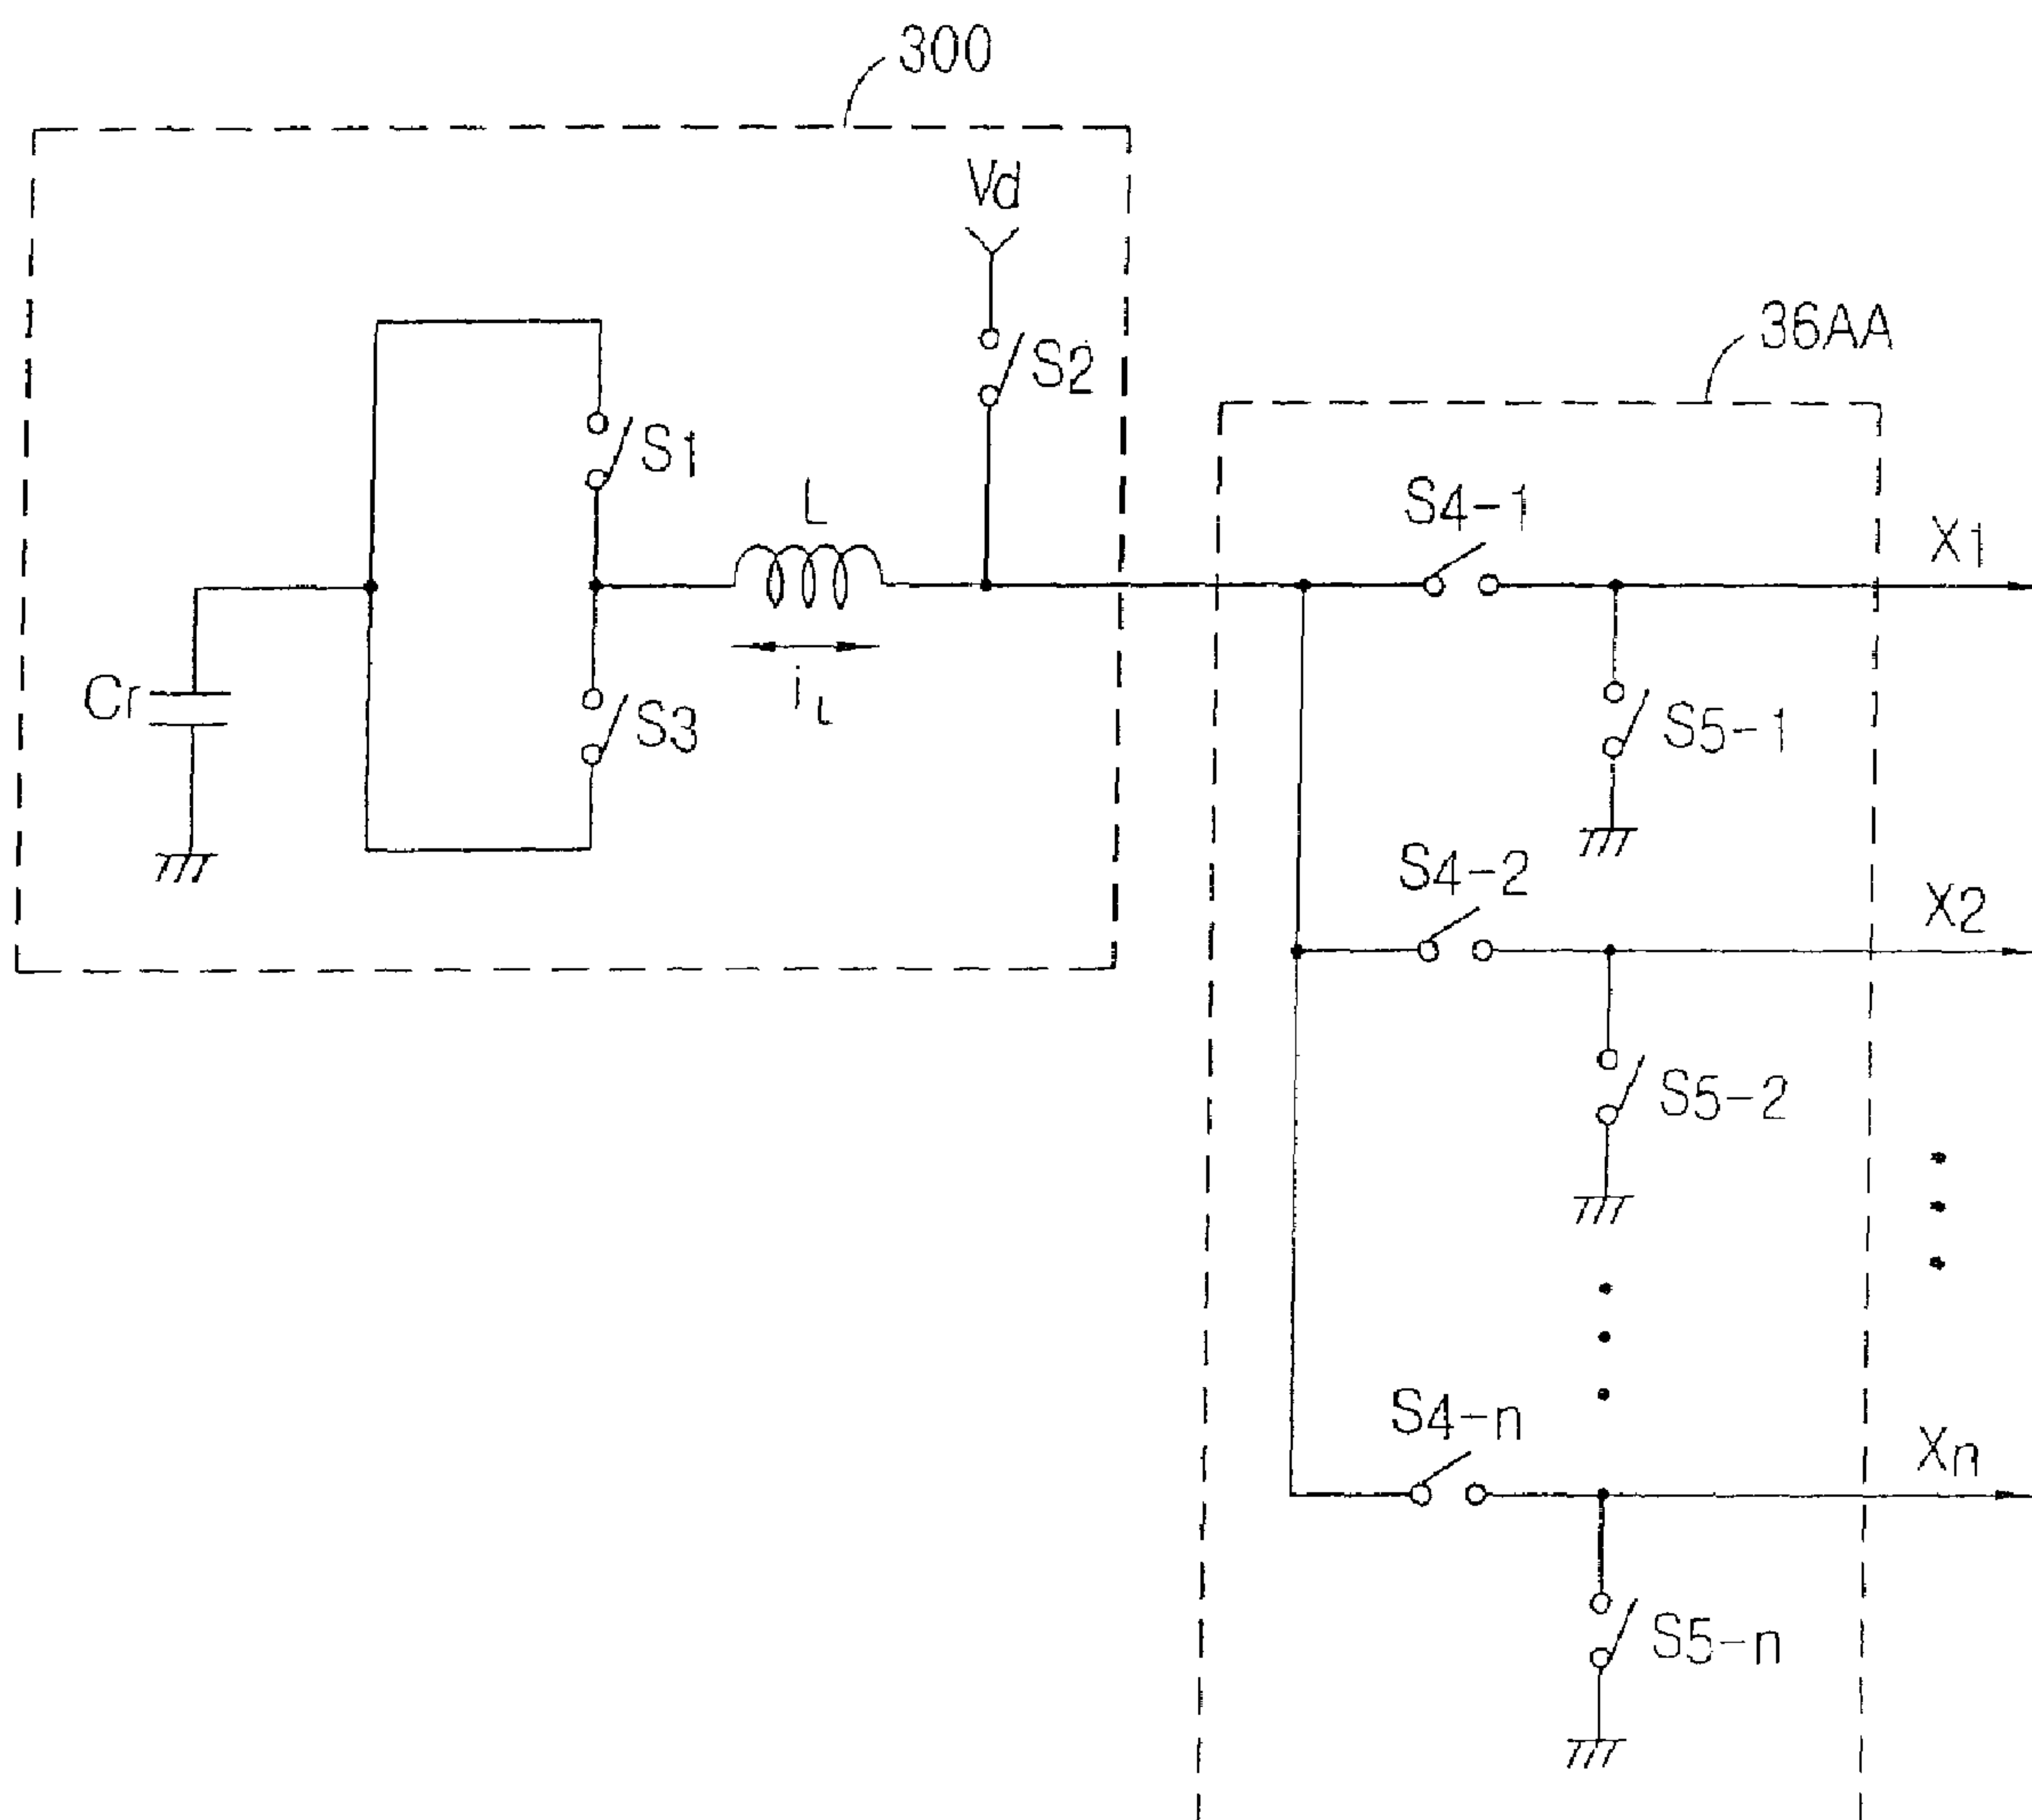 300
Vd
S2
36AA
S1
L
S4-1
X1
Cr
iL
S3
S5-1
S4-2
X2
S5-2
S4-n
Xn
S5-n